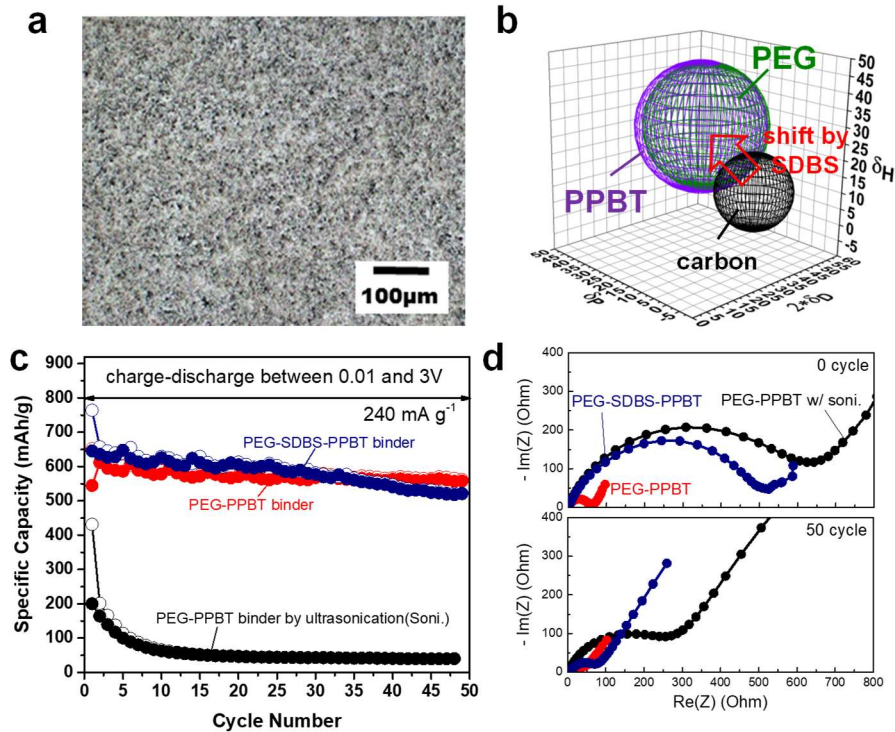 a
100μm
b
PEG
shift by
SDBS
PPBT
carbon
50
45
40
35
30
25
20
15
10
5
0
-5
δH
δP
2*δD
c
charge-discharge between 0.01 and 3V
240 mA g⁻¹
PEG-SDBS-PPBT binder
PEG-PPBT binder
PEG-PPBT binder by ultrasonication(Soni.)
900
800
700
600
500
400
300
200
100
0
Specific Capacity (mAh/g)
0 5 10 15 20 25 30 35 40 45 50
Cycle Number
d
0 cycle
PEG-SDBS-PPBT
PEG-PPBT w/ soni.
PEG-PPBT
400
300
200
100
0
- Im(Z) (Ohm)
50 cycle
400
300
200
100
0
- Im(Z) (Ohm)
0 100 200 300 400 500 600 700 800
Re(Z) (Ohm)